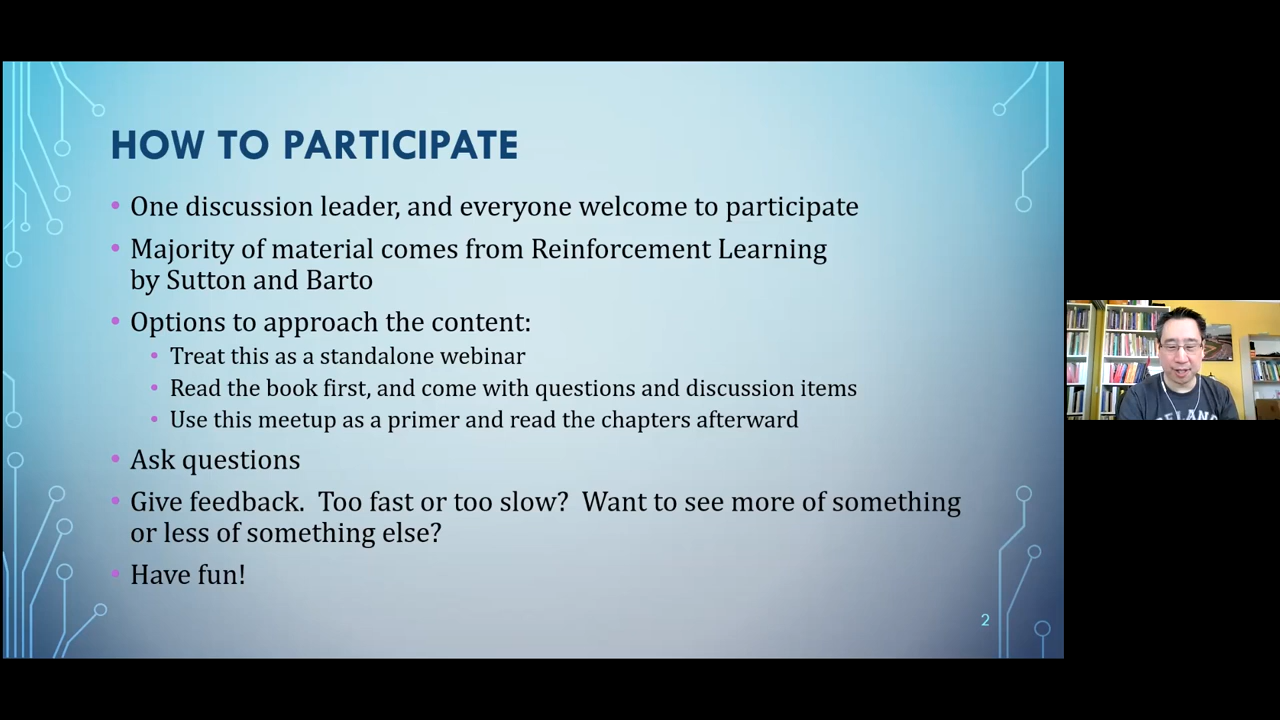 HOW TO PARTICIPATE
• One discussion leader, and everyone welcome to participate
• Majority of material comes from Reinforcement Learning
by Sutton and Barto
• Options to approach the content:
• Treat this as a standalone webinar
• Read the book first, and come with questions and discussion items
• Use this meetup as a primer and read the chapters afterward
• Ask questions
• Give feedback.  Too fast or too slow?  Want to see more of something
or less of something else?
• Have fun!
2